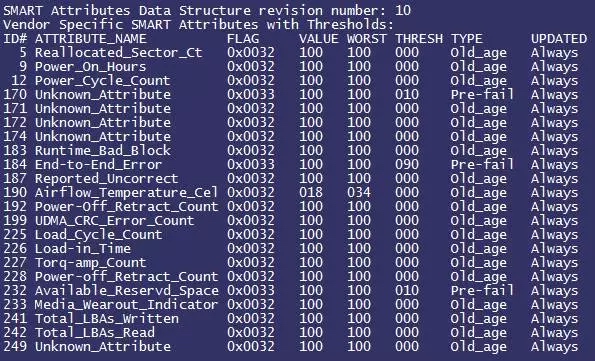 SMART Attributes Data Structure revision number: 10
Vendor Specific SMART Attributes with Thresholds:
ID# ATTRIBUTE_NAME FLAG VALUE WORST THRESH TYPE UPDATED
5 Reallocated_Sector_Ct 0x0032 100 100 000 Old_age Always
9 Power_On_Hours 0x0032 100 100 000 Old_age Always
12 Power_Cycle_Count 0x0032 100 100 000 Old_age Always
170 Unknown_Attribute 0x0033 100 100 010 Pre-fail Always
171 Unknown_Attribute 0x0032 100 100 000 Old_age Always
172 Unknown_Attribute 0x0032 100 100 000 Old_age Always
174 Unknown_Attribute 0x0032 100 100 000 Old_age Always
183 Runtime_Bad_Block 0x0032 100 100 000 Old_age Always
184 End-to-End_Error 0x0033 100 100 090 Pre-fail Always
187 Reported_Uncorrect 0x0032 100 100 000 Old_age Always
190 Airflow_Temperature_Cel 0x0032 018 034 000 Old_age Always
192 Power-Off_Retract_Count 0x0032 100 100 000 Old_age Always
199 UDMA_CRC_Error_Count 0x0032 100 100 000 Old_age Always
225 Load_Cycle_Count 0x0032 100 100 000 Old_age Always
226 Load-in_Time 0x0032 100 100 000 Old_age Always
227 Torq-amp_Count 0x0032 100 100 000 Old_age Always
228 Power-off_Retract_Count 0x0032 100 100 000 Old_age Always
232 Available_Reservd_Space 0x0033 100 100 010 Pre-fail Always
233 Media_Wearout_Indicator 0x0032 100 100 000 Old_age Always
241 Total_LBAs_Written 0x0032 100 100 000 Old_age Always
242 Total_LBAs_Read 0x0032 100 100 000 Old_age Always
249 Unknown_Attribute 0x0032 100 100 000 Old_age Always